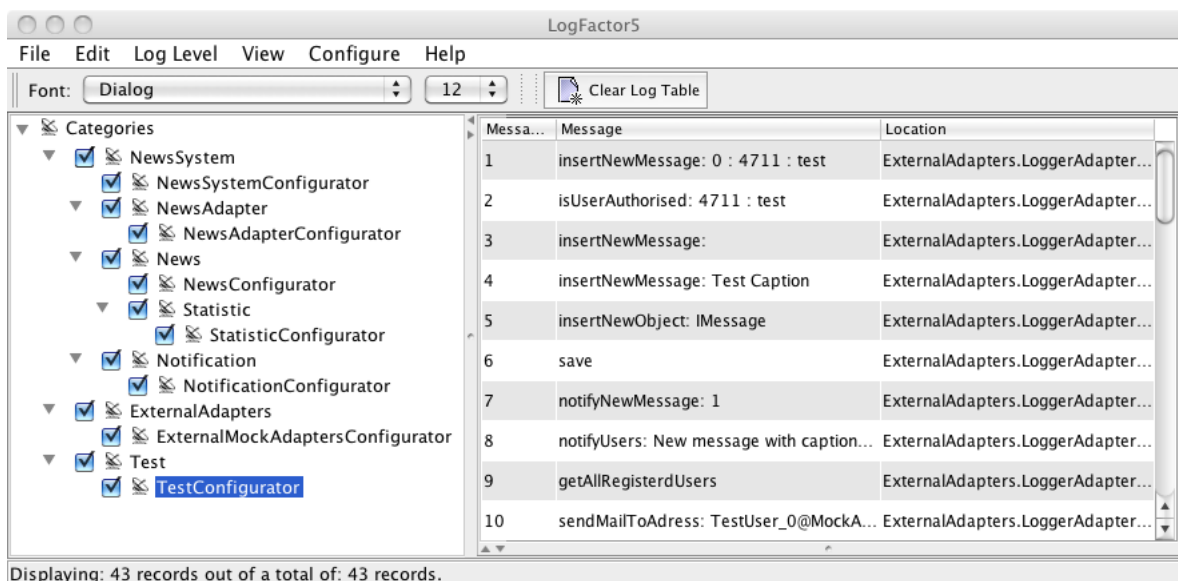 LogFactor5
File Edit Log Level View Configure Help
Font: Dialog 12 Clear Log Table
Categories
NewsSystem
NewsSystemConfigurator
NewsAdapter
NewsAdapterConfigurator
News
NewsConfigurator
Statistic
StatisticConfigurator
Notification
NotificationConfigurator
ExternalAdapters
ExternalMockAdaptersConfigurator
Test
TestConfigurator
Messa... Message Location
1 insertNewMessage: 0 : 4711 : test ExternalAdapters.LoggerAdapter...
2 isUserAuthorised: 4711 : test ExternalAdapters.LoggerAdapter...
3 insertNewMessage: ExternalAdapters.LoggerAdapter...
4 insertNewMessage: Test Caption ExternalAdapters.LoggerAdapter...
5 insertNewObject: IMessage ExternalAdapters.LoggerAdapter...
6 save ExternalAdapters.LoggerAdapter...
7 notifyNewMessage: 1 ExternalAdapters.LoggerAdapter...
8 notifyUsers: New message with caption... ExternalAdapters.LoggerAdapter...
9 getAllRegisterdUsers ExternalAdapters.LoggerAdapter...
10 sendMailToAdress: TestUser_0@MockA... ExternalAdapters.LoggerAdapter...
Displaying: 43 records out of a total of: 43 records.